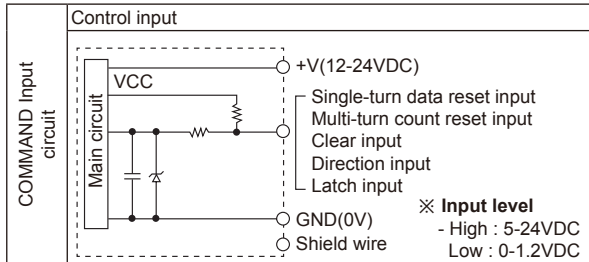 Control input
COMMAND Input
circuit
Main circuit
VCC
+V(12-24VDC)
Single-turn data reset input
Multi-turn count reset input
Clear input
Direction input
Latch input
GND(0V)
Shield wire
※ Input level
- High : 5-24VDC
Low : 0-1.2VDC